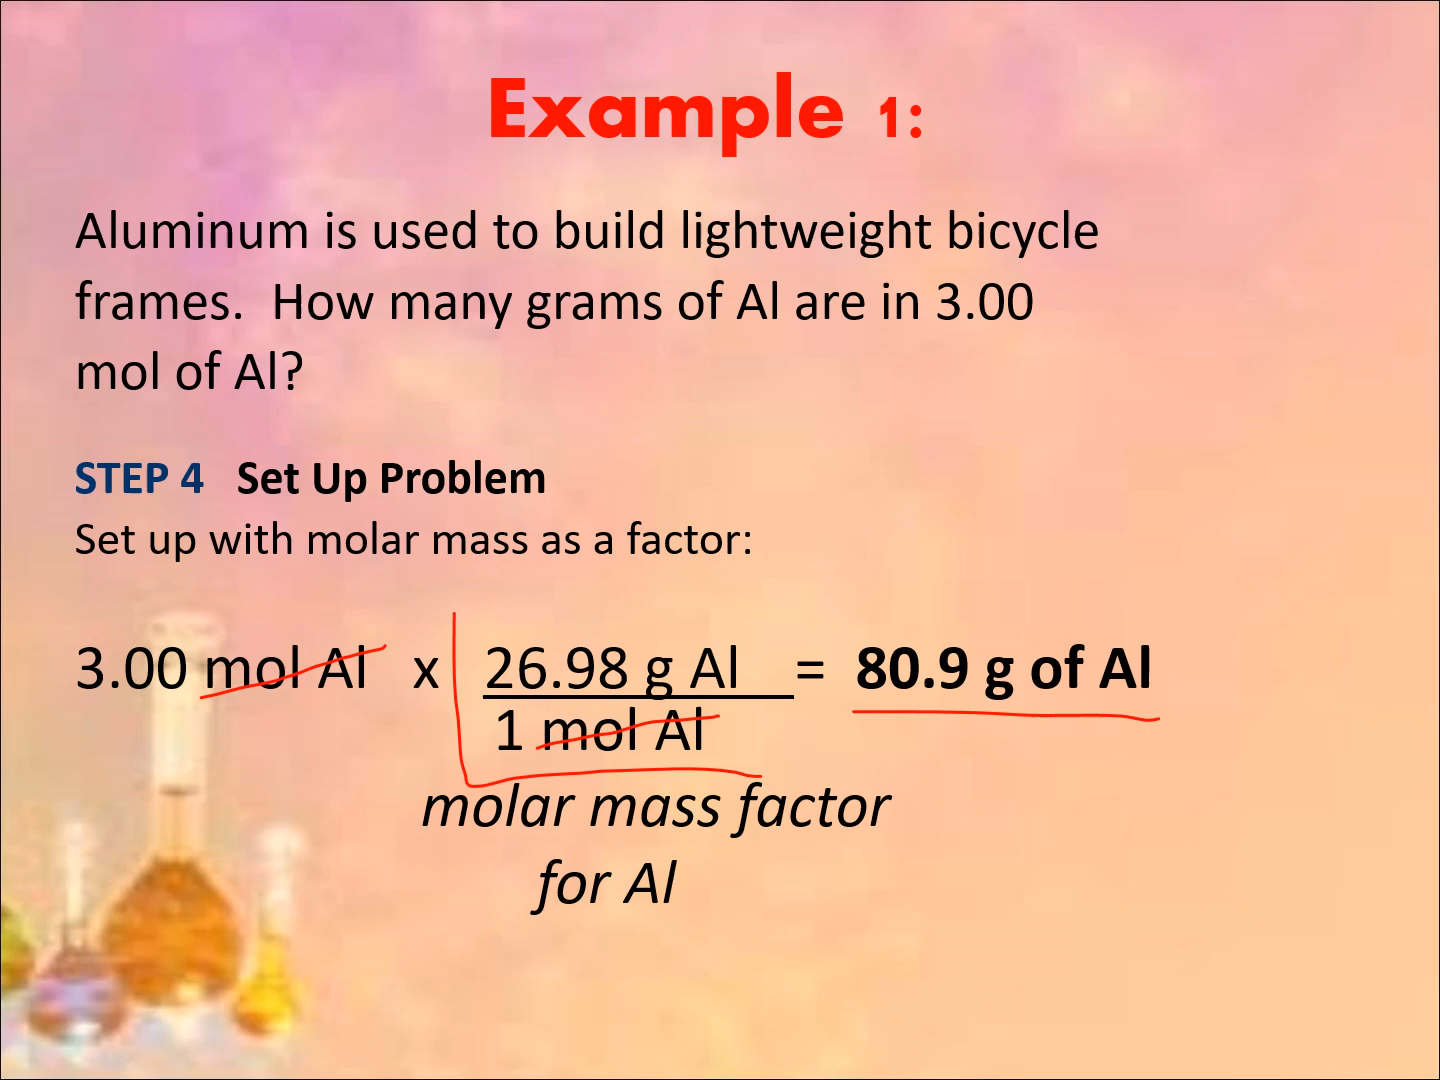 Example 1:
Aluminum is used to build lightweight bicycle
frames.  How many grams of Al are in 3.00
mol of Al?
STEP 4   Set Up Problem
Set up with molar mass as a factor:
3.00 mol Al   x   26.98 g Al   =  80.9 g of Al
1 mol Al
molar mass factor
for Al